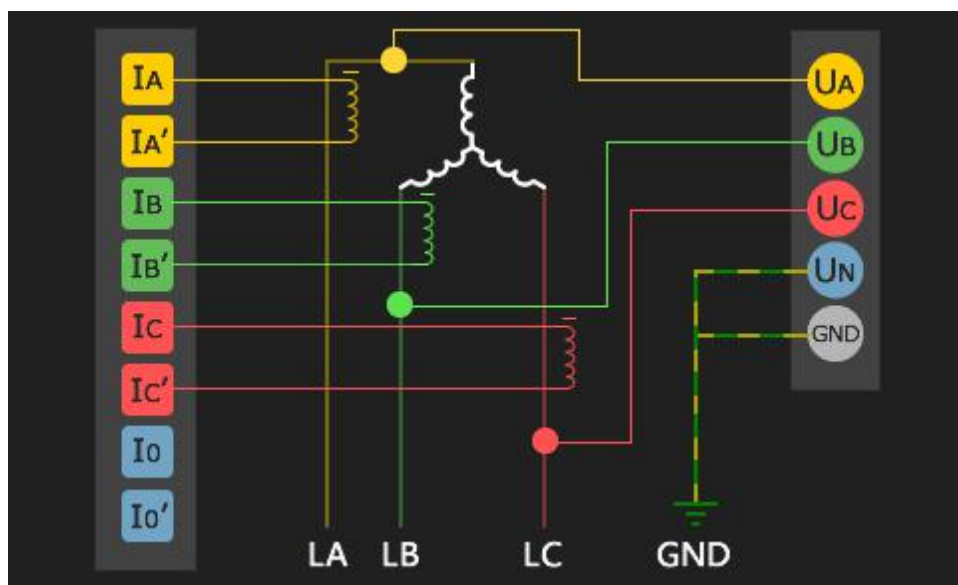 IA
IA'
IB
IB'
IC
IC'
I0
I0'
LA LB LC GND
UA
UB
UC
UN
GND